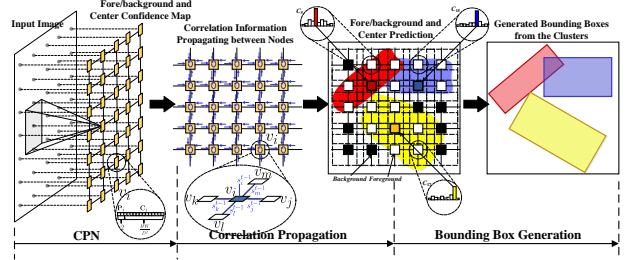 Fore/background and
Center Confidence Map
Input Image
Correlation Information
Propagating between Nodes
Fore/background and
Center Prediction
Generated Bounding Boxes
from the Clusters
Background Foreground
CPN
Correlation Propagation
Bounding Box Generation